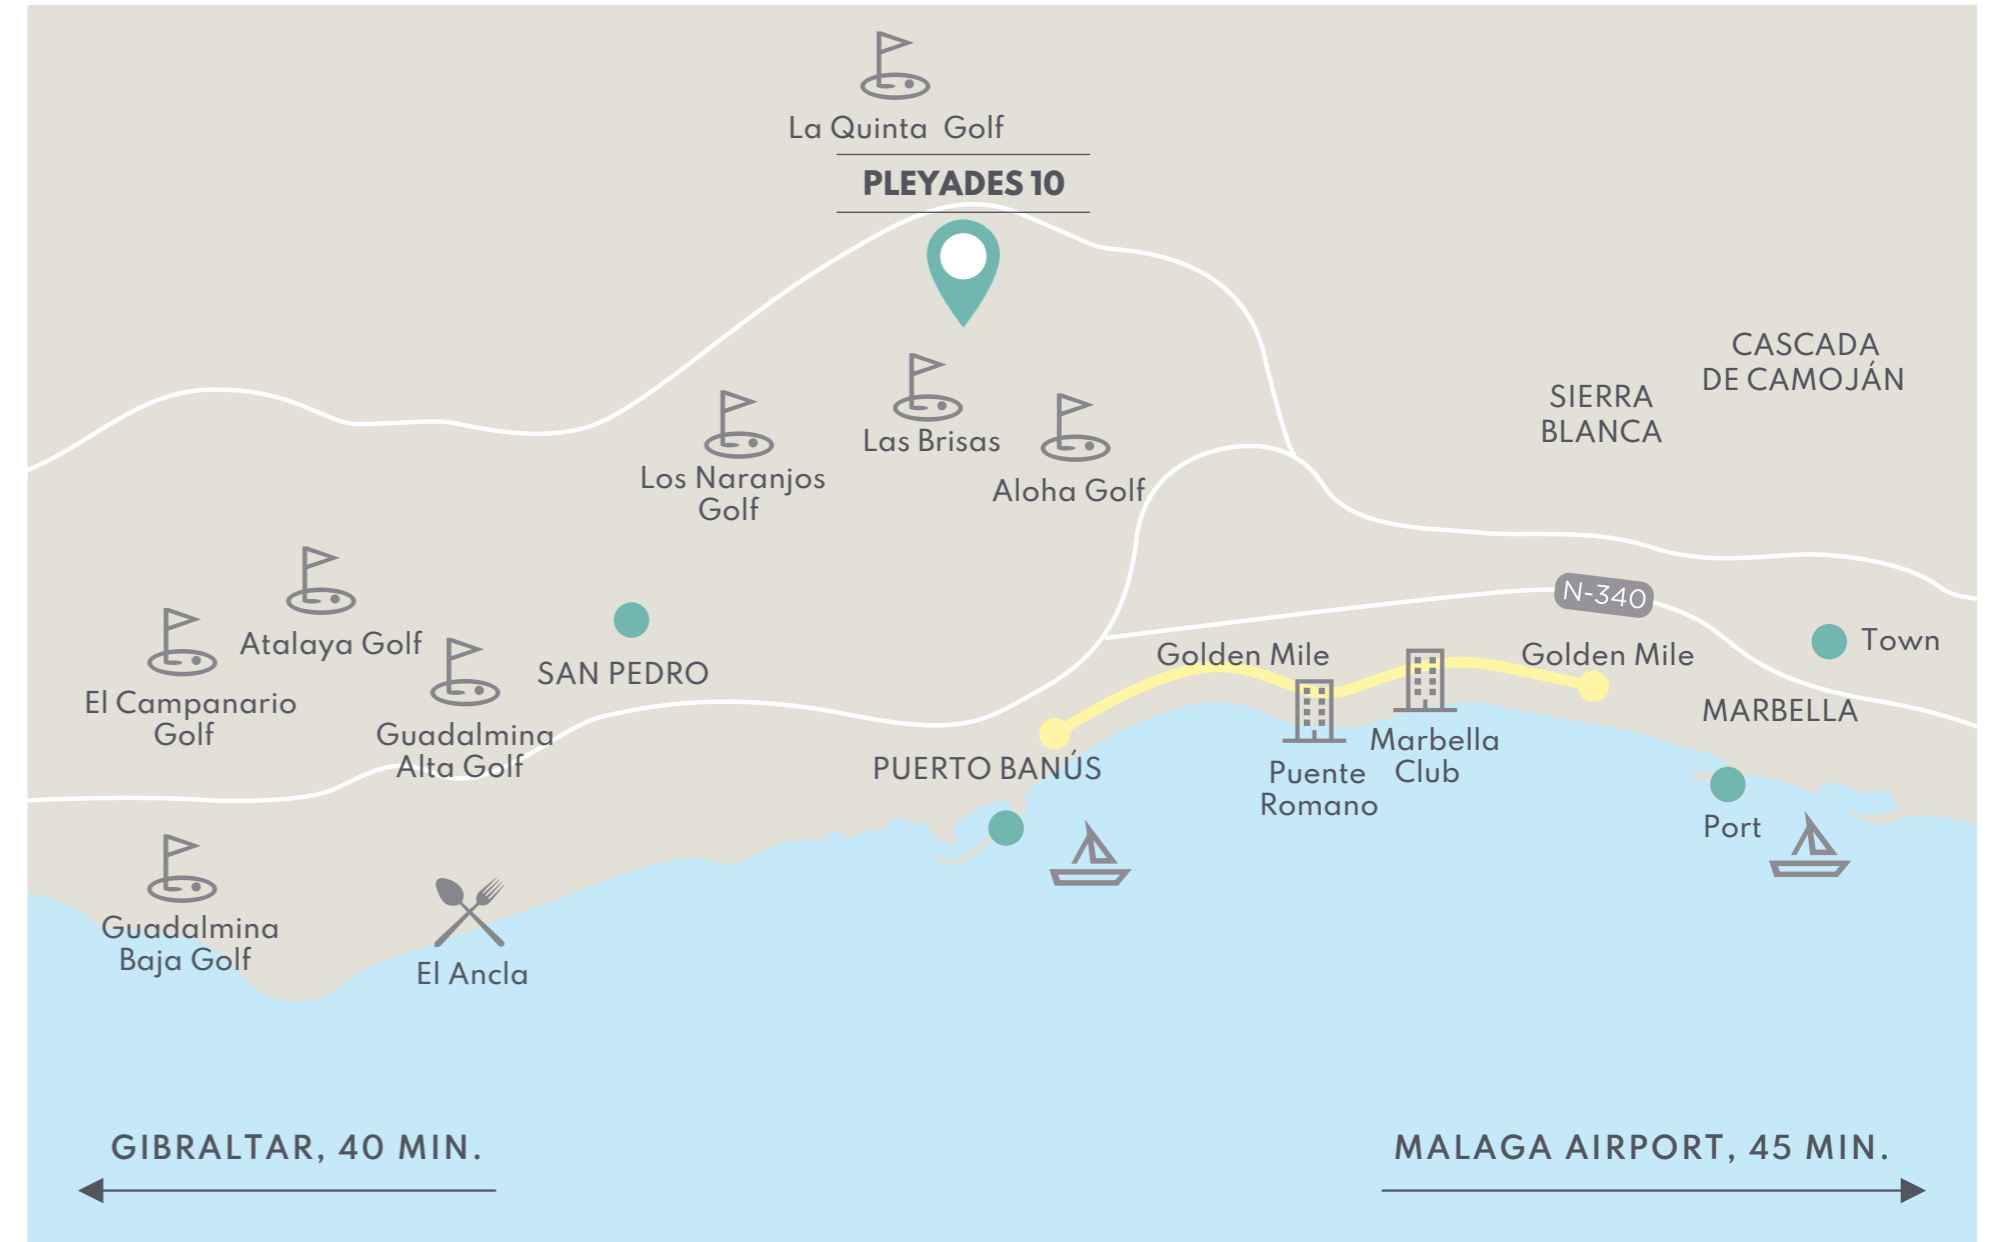 La Quinta Golf
PLEYADES 10
CASCADA
DE CAMOJÁN
SIERRA
BLANCA
Las Brisas
Los Naranjos
Golf
Aloha Golf
N-340
Atalaya Golf
El Campanario
Golf
Guadalmina
Alta Golf
SAN PEDRO
Golden Mile
Golden Mile
Town
MARBELLA
PUERTO BANÚS
Puente
Romano
Marbella
Club
Port
Guadalmina
Baja Golf
El Ancla
GIBRALTAR, 40 MIN.
MALAGA AIRPORT, 45 MIN.